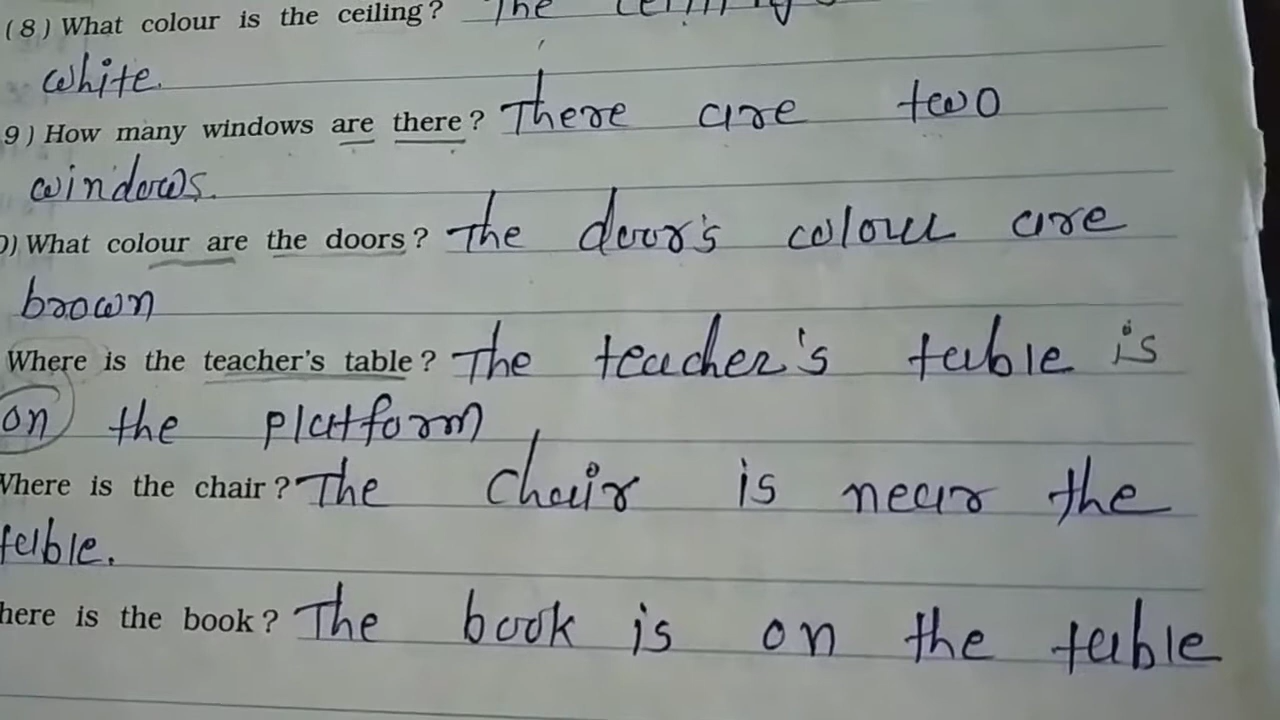 (8) What colour is the ceiling? The ceiling
white.
9) How many windows are there? There are two
windows.
0) What colour are the doors? The door's colour are
brown
Where is the teacher's table? The teacher's table is
on the platform
Where is the chair? The chair is near the
table.
here is the book? The book is on the table